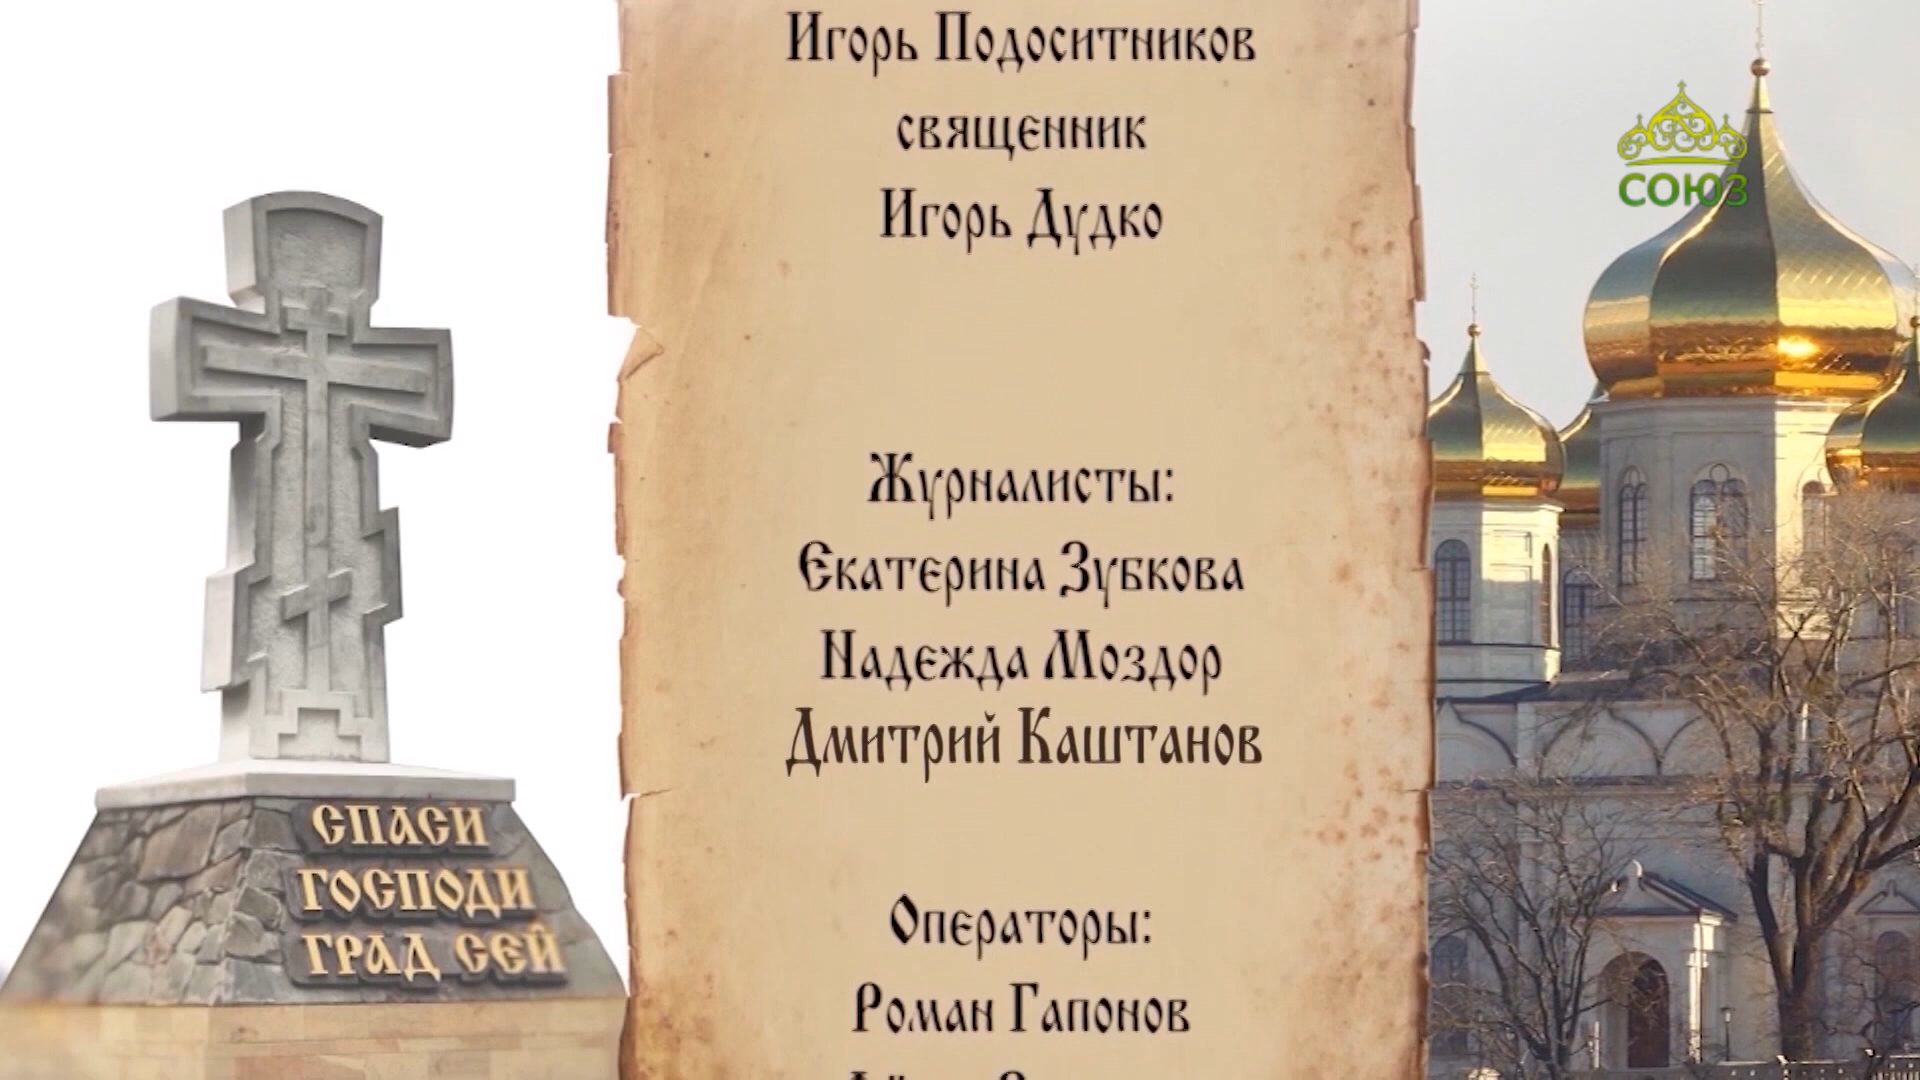 Игорь Подоситников
священник
Игорь Дудко
Журналисты:
Екатерина Зубкова
Надежда Моздор
Дмитрий Каштанов
Операторы:
Роман Гапонов
СПАСИ
ГОСПОДИ
ГРАД СЕЙ
СОЮЗ